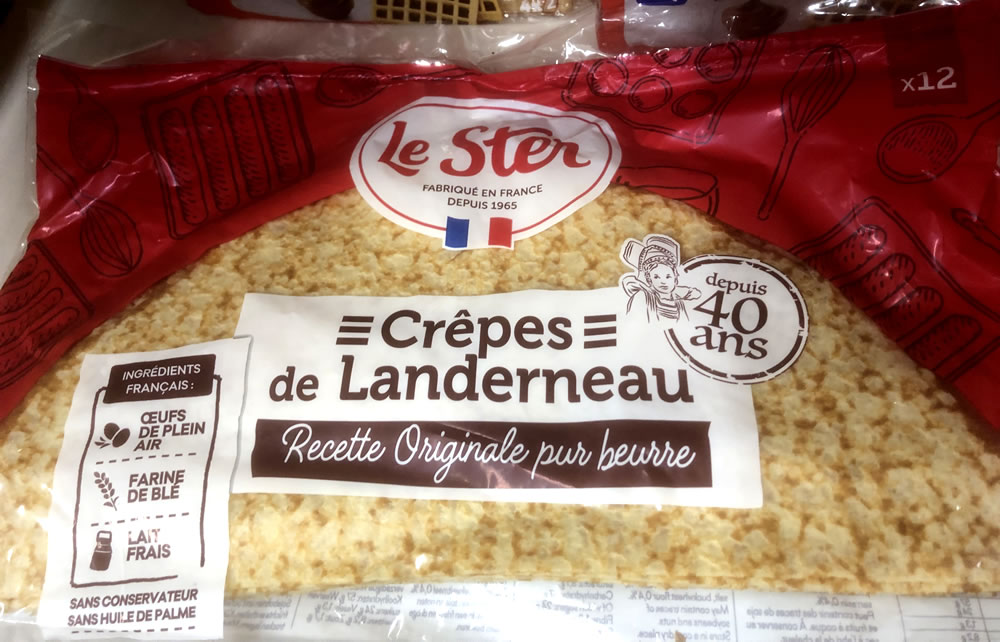 x12
Le Ster
FABRIQUÉ EN FRANCE
DEPUIS 1965
depuis
40
ans
Crêpes
de Landerneau
Recette Originale pur beurre
INGRÉDIENTS
FRANÇAIS :
ŒUFS
DE PLEIN
AIR
FARINE
DE BLÉ
LAIT
FRAIS
SANS CONSERVATEUR
SANS HUILE DE PALME